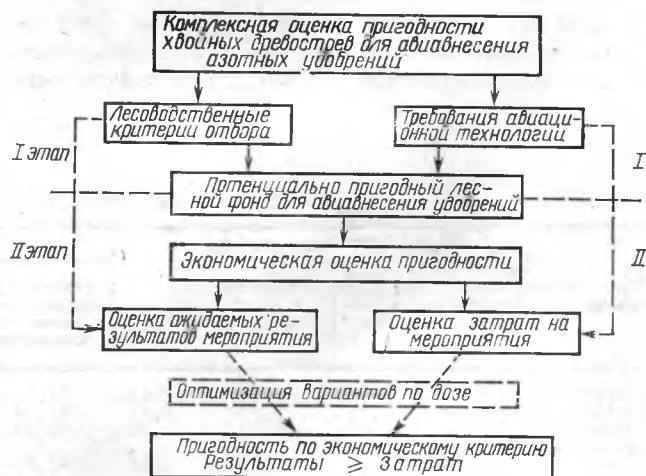 Комплексная оценка пригодности
хвойных древостоев для авиавнесения
азотных удобрений
Лесоводственные
критерии отбора
Требования авиаци-
онной технологии
I этап
I
Потенциально пригодный лес-
ной фонд для авиавнесения удобрений
II этап
II
Экономическая оценка пригодности
Оценка ожидаемых ре-
зультатов мероприятия
Оценка затрат на
мероприятия
Оптимизация вариантов по дозе
Пригодность по экономическому критерию
Результаты ⩾ Затрат